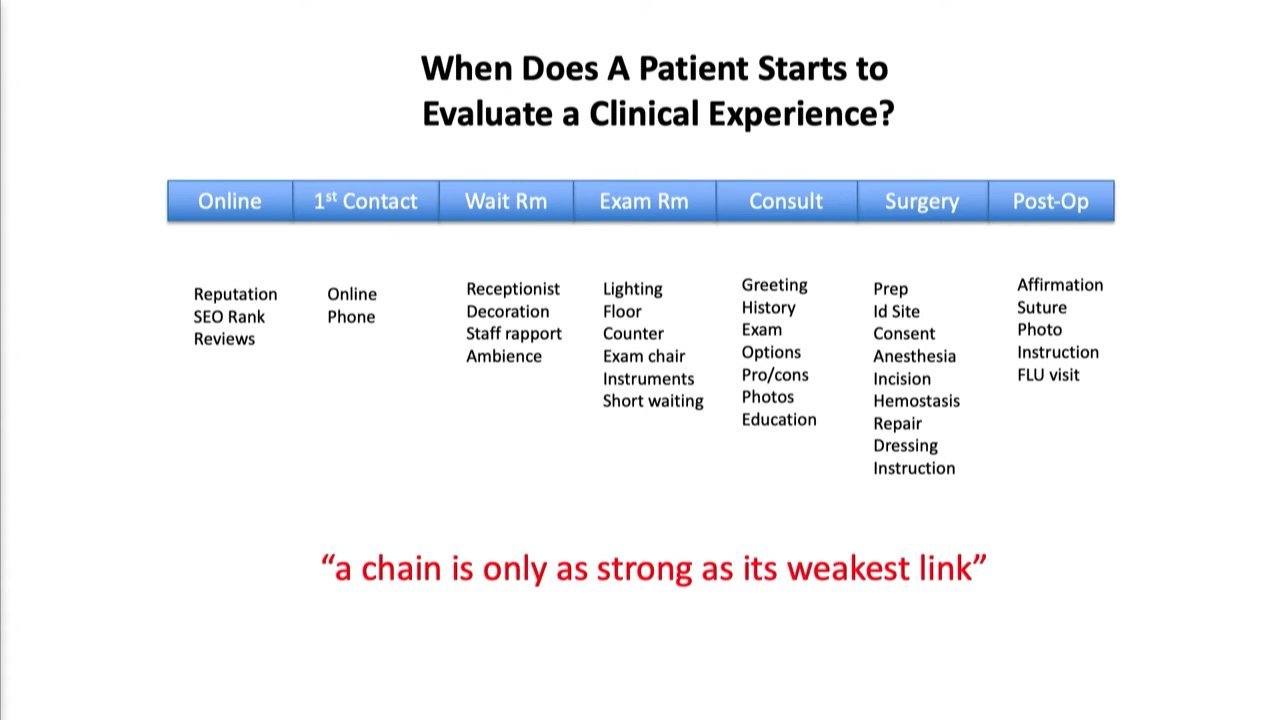 When Does A Patient Starts to
Evaluate a Clinical Experience?
Online
1st Contact
Wait Rm
Exam Rm
Consult
Surgery
Post-Op
Reputation
SEO Rank
Reviews
Online
Phone
Receptionist
Decoration
Staff rapport
Ambience
Lighting
Floor
Counter
Exam chair
Instruments
Short waiting
Greeting
History
Exam
Options
Pro/cons
Photos
Education
Prep
Id Site
Consent
Anesthesia
Incision
Hemostasis
Repair
Dressing
Instruction
Affirmation
Suture
Photo
Instruction
FLU visit
“a chain is only as strong as its weakest link”